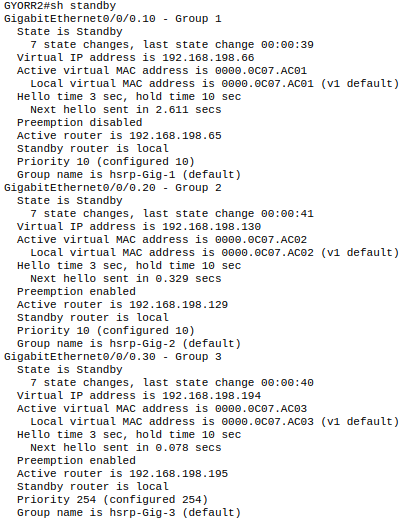 GYORR2#sh standby
GigabitEthernet0/0/0.10 - Group 1
State is Standby
7 state changes, last state change 00:00:39
Virtual IP address is 192.168.198.66
Active virtual MAC address is 0000.0C07.AC01
Local virtual MAC address is 0000.0C07.AC01 (v1 default)
Hello time 3 sec, hold time 10 sec
Next hello sent in 2.611 secs
Preemption disabled
Active router is 192.168.198.65
Standby router is local
Priority 10 (configured 10)
Group name is hsrp-Gig-1 (default)
GigabitEthernet0/0/0.20 - Group 2
State is Standby
7 state changes, last state change 00:00:41
Virtual IP address is 192.168.198.130
Active virtual MAC address is 0000.0C07.AC02
Local virtual MAC address is 0000.0C07.AC02 (v1 default)
Hello time 3 sec, hold time 10 sec
Next hello sent in 0.329 secs
Preemption enabled
Active router is 192.168.198.129
Standby router is local
Priority 10 (configured 10)
Group name is hsrp-Gig-2 (default)
GigabitEthernet0/0/0.30 - Group 3
State is Standby
7 state changes, last state change 00:00:40
Virtual IP address is 192.168.198.194
Active virtual MAC address is 0000.0C07.AC03
Local virtual MAC address is 0000.0C07.AC03 (v1 default)
Hello time 3 sec, hold time 10 sec
Next hello sent in 0.078 secs
Preemption enabled
Active router is 192.168.198.195
Standby router is local
Priority 254 (configured 254)
Group name is hsrp-Gig-3 (default)